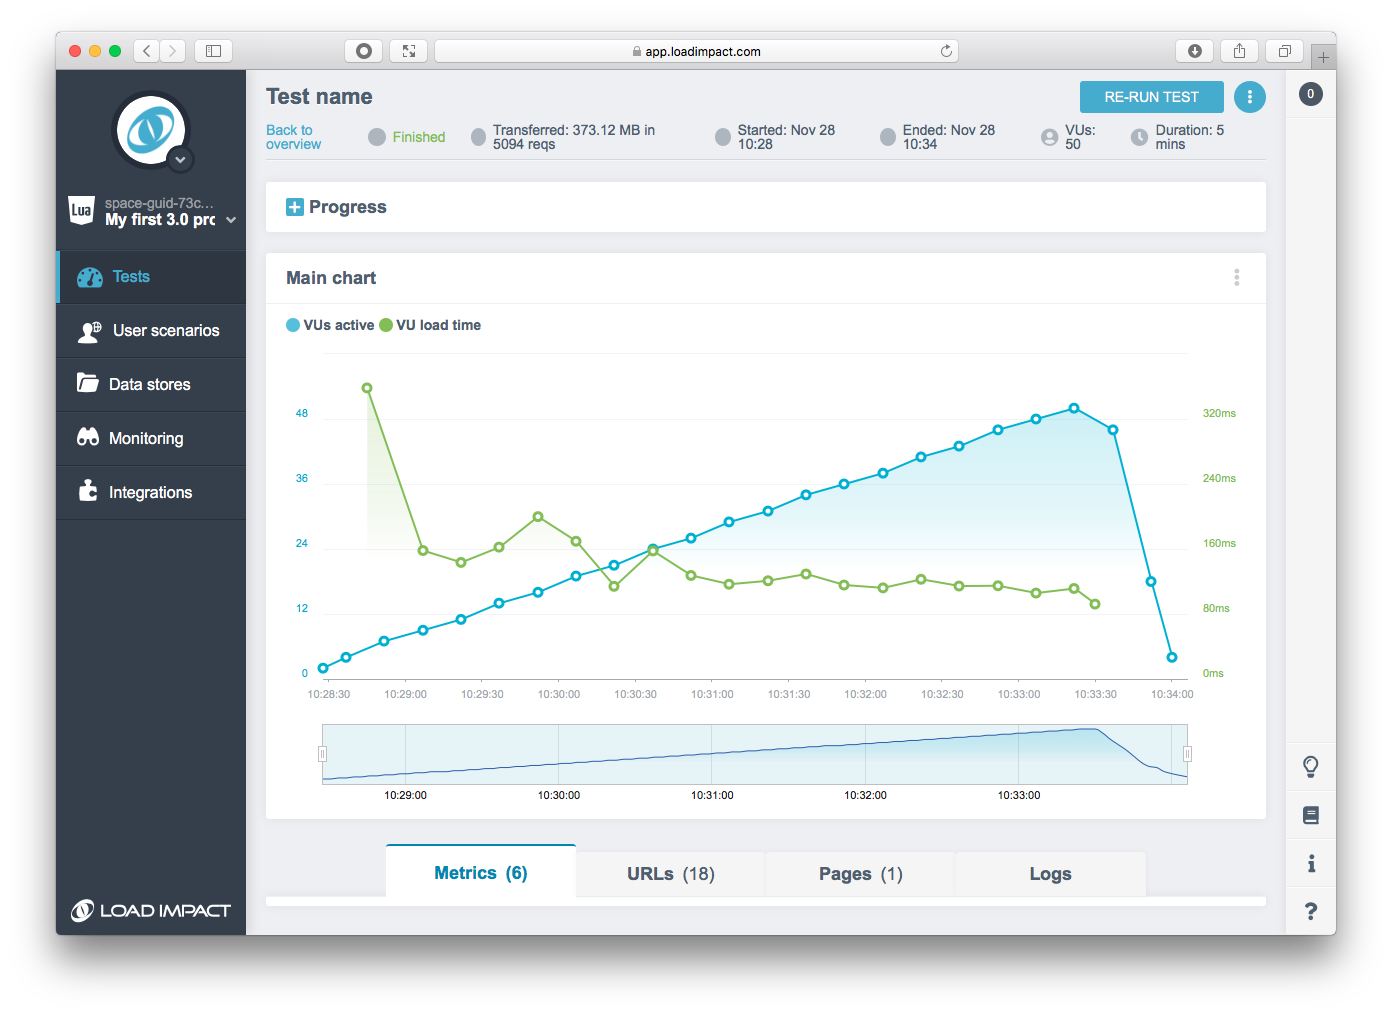 app.loadimpact.com
Test name
RE-RUN TEST
0
Back to
overview
Finished
Transferred: 373.12 MB in
5094 reqs
Started: Nov 28
10:28
Ended: Nov 28
10:34
VUs:
50
Duration: 5
mins
Lua
space-guid-73c...
My first 3.0 prc
Tests
User scenarios
Data stores
Monitoring
Integrations
LOAD IMPACT
Progress
Main chart
VUs active
VU load time
48
36
24
12
0
320ms
240ms
160ms
80ms
0ms
10:28:30
10:29:00
10:29:30
10:30:00
10:30:30
10:31:00
10:31:30
10:32:00
10:32:30
10:33:00
10:33:30
10:34:00
10:29:00
10:30:00
10:31:00
10:32:00
10:33:00
Metrics (6)
URLs (18)
Pages (1)
Logs